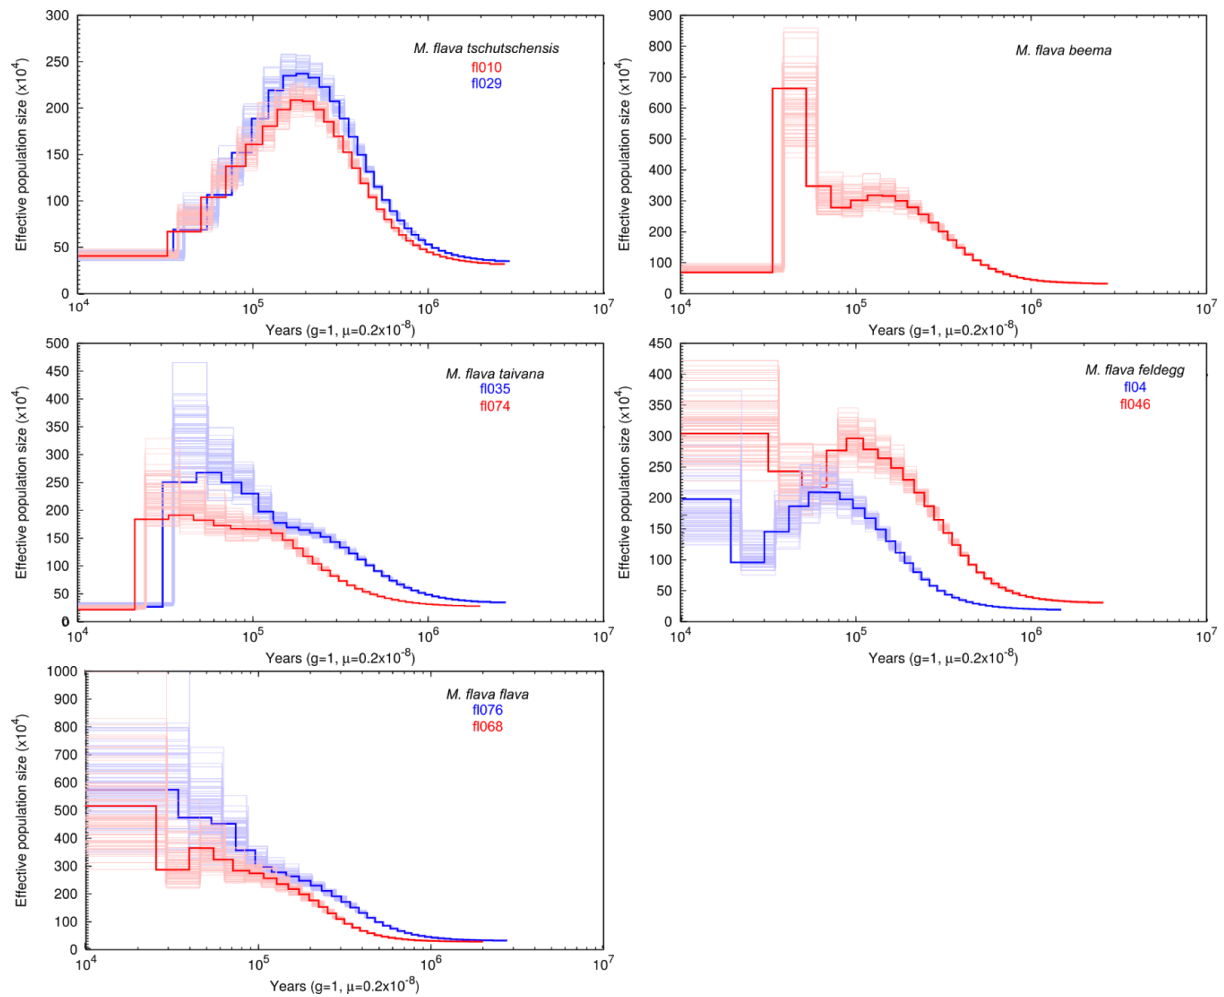 300
250
200
150
100
50
0
Effective population size (x10⁴)
M. flava tschutschensis
fl010
fl029
10⁴ 10⁵ 10⁶ 10⁷
Years (g=1, μ=0.2x10⁻⁸)
900
800
700
600
500
400
300
200
100
0
Effective population size (x10⁴)
M. flava beema
10⁴ 10⁵ 10⁶ 10⁷
Years (g=1, μ=0.2x10⁻⁸)
500
450
400
350
300
250
200
150
100
50
0
Effective population size (x10⁴)
M. flava taivana
fl035
fl074
10⁴ 10⁵ 10⁶ 10⁷
Years (g=1, μ=0.2x10⁻⁸)
450
400
350
300
250
200
150
100
50
0
Effective population size (x10⁴)
M. flava feldegg
fl04
fl046
10⁴ 10⁵ 10⁶ 10⁷
Years (g=1, μ=0.2x10⁻⁸)
1000
900
800
700
600
500
400
300
200
100
0
Effective population size (x10⁴)
M. flava flava
fl076
fl068
10⁴ 10⁵ 10⁶ 10⁷
Years (g=1, μ=0.2x10⁻⁸)